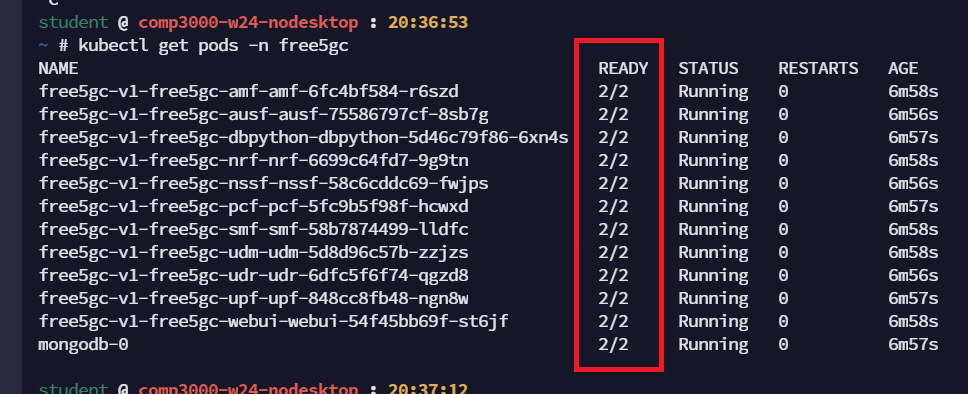 C
student @ comp3000-w24-nodesktop : 20:36:53
~ # kubectl get pods -n free5gc
NAME READY STATUS RESTARTS AGE
free5gc-v1-free5gc-amf-amf-6fc4bf584-r6szd 2/2 Running 0 6m58s
free5gc-v1-free5gc-ausf-ausf-75586797cf-8sb7g 2/2 Running 0 6m56s
free5gc-v1-free5gc-dbpython-dbpython-5d46c79f86-6xn4s 2/2 Running 0 6m57s
free5gc-v1-free5gc-nrf-nrf-6699c64fd7-9g9tn 2/2 Running 0 6m58s
free5gc-v1-free5gc-nssf-nssf-58c6cddc69-fwjps 2/2 Running 0 6m56s
free5gc-v1-free5gc-pcf-pcf-5fc9b5f98f-hcwxd 2/2 Running 0 6m57s
free5gc-v1-free5gc-smf-smf-58b7874499-lldfc 2/2 Running 0 6m58s
free5gc-v1-free5gc-udm-udm-5d8d96c57b-zzjzs 2/2 Running 0 6m58s
free5gc-v1-free5gc-udr-udr-6dfc5f6f74-qgzd8 2/2 Running 0 6m56s
free5gc-v1-free5gc-upf-upf-848cc8fb48-ngn8w 2/2 Running 0 6m57s
free5gc-v1-free5gc-webui-webui-54f45bb69f-st6jf 2/2 Running 0 6m58s
mongodb-0 2/2 Running 0 6m57s
student @ comp3000-w24-nodesktop : 20:37:12